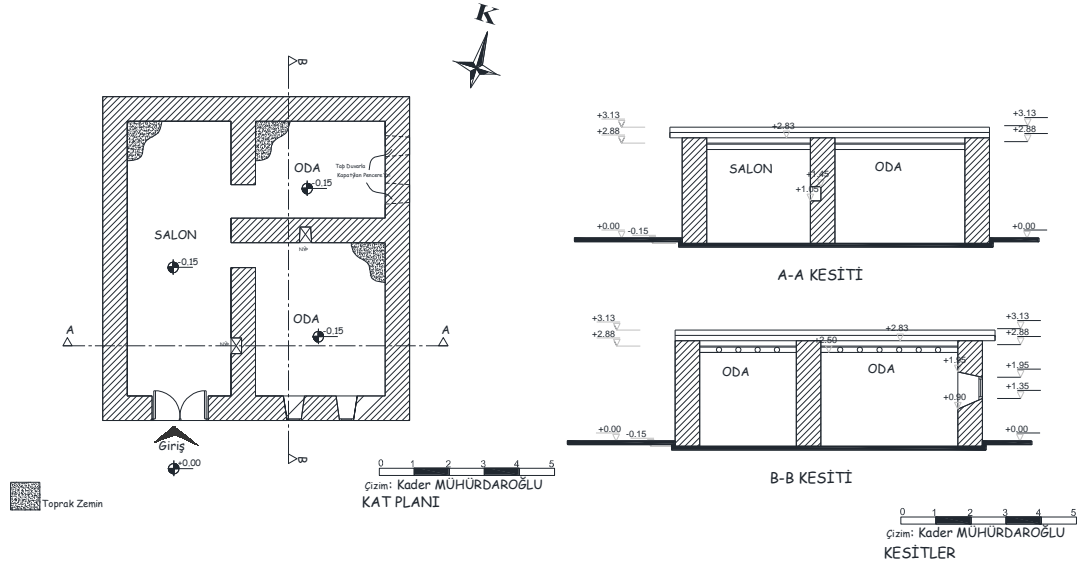 K
B
ODA
Taş Duvarla
Kapatılan Pencere
-0.15
SALON
-0.15
Niş
ODA
-0.15
A
A
Niş
Giriş
+0.00
B
Toprak Zemin
0 1 2 3 4 5
Çizim: Kader MÜHÜRDAROĞLU
KAT PLANI
+3.13
+2.88
+2.83
+3.13
+2.88
SALON
ODA
+1.45
+1.05
+0.00
-0.15
+0.00
A-A KESİTİ
+3.13
+2.88
+2.83
+3.13
+2.88
+2.50
ODA
ODA
+1.95
+1.95
+1.35
+0.90
+0.00
-0.15
+0.00
B-B KESİTİ
0 1 2 3 4 5
Çizim: Kader MÜHÜRDAROĞLU
KESİTLER